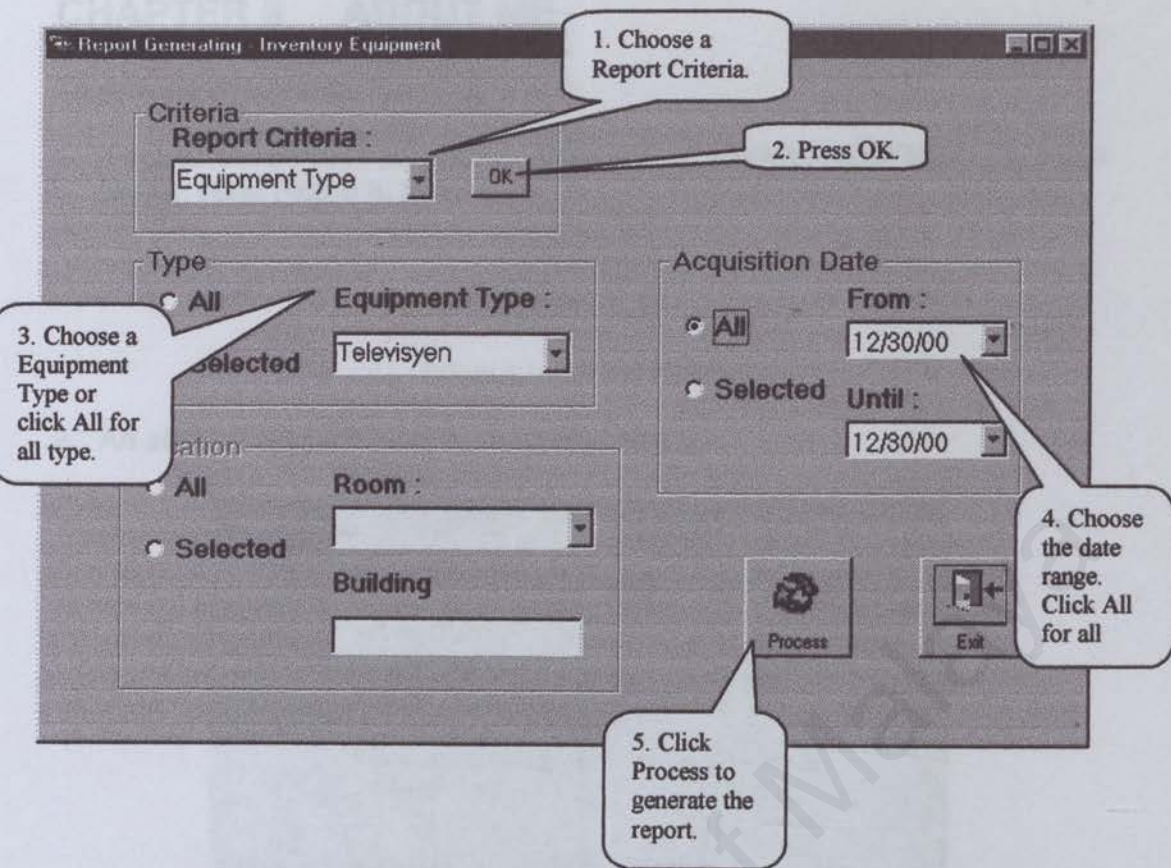 Report Generating - Inventory Equipment
1. Choose a
Report Criteria.
Criteria
Report Criteria :
Equipment Type
OK
2. Press OK.
Type
All
Selected
Equipment Type :
Televisyen
3. Choose a
Equipment
Type or
click All for
all type.
Acquisition Date
All
Selected
From :
12/30/00
Until :
12/30/00
4. Choose
the date
range.
Click All
for all
All
Selected
Room :
Building
Process
Exit
5. Click
Process to
generate the
report.